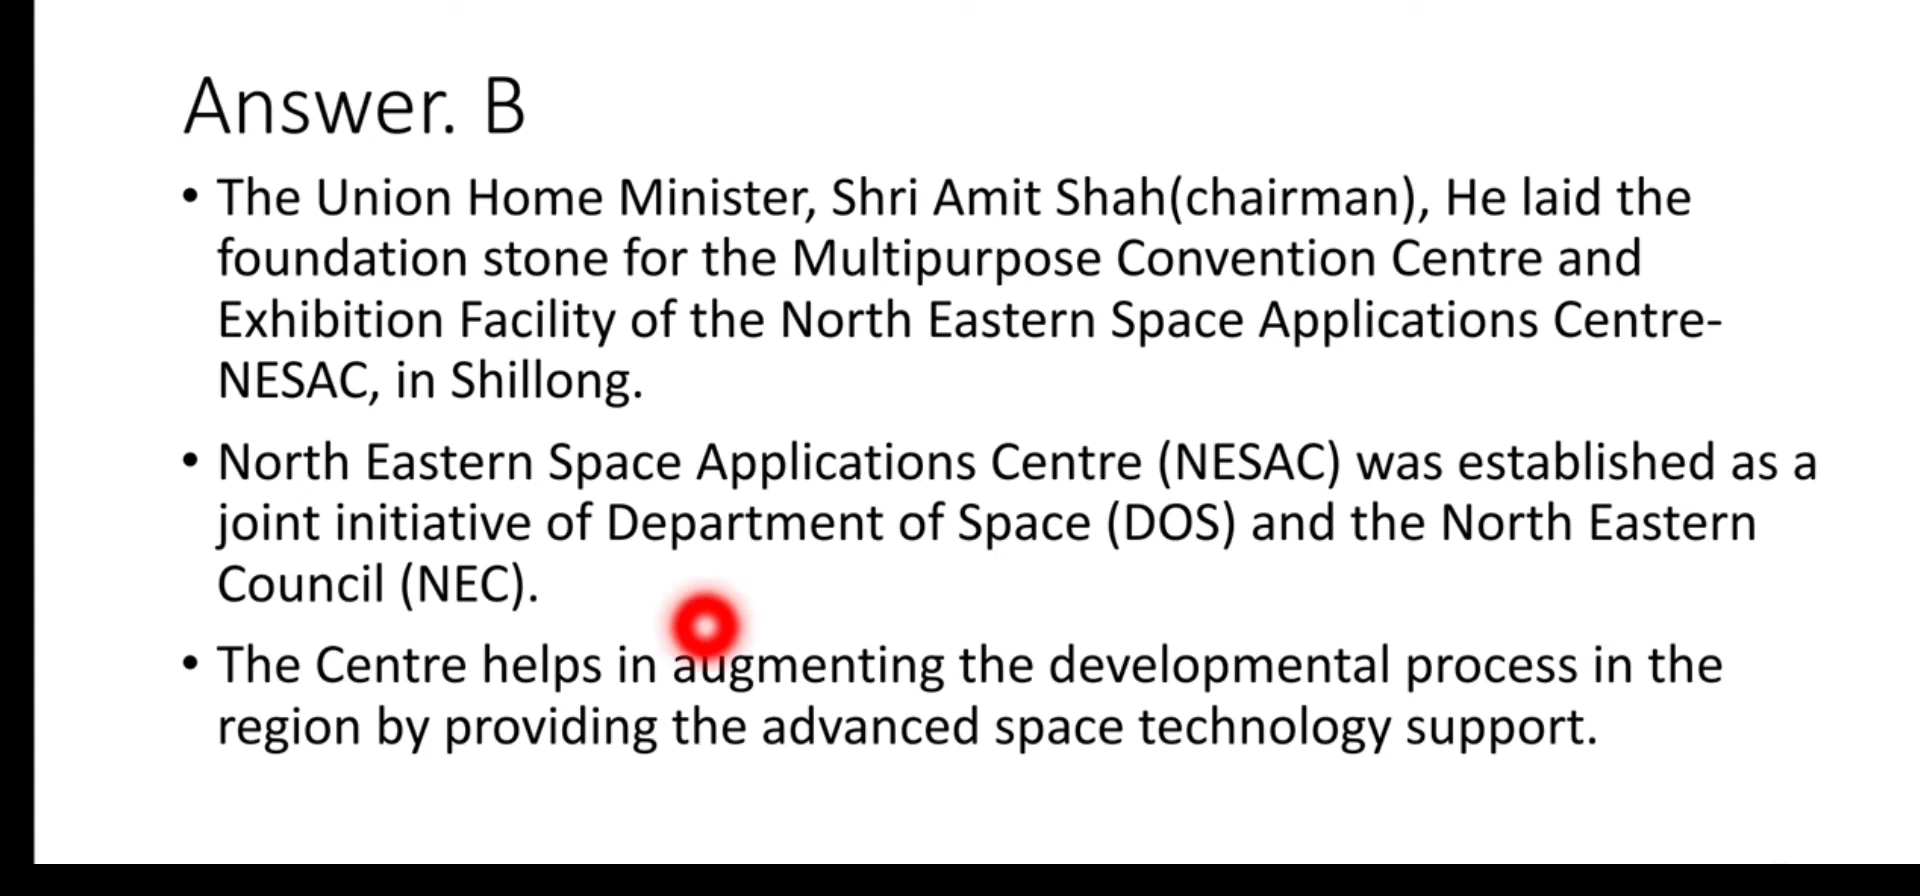 Answer. B
• The Union Home Minister, Shri Amit Shah(chairman), He laid the
foundation stone for the Multipurpose Convention Centre and
Exhibition Facility of the North Eastern Space Applications Centre-
NESAC, in Shillong.
• North Eastern Space Applications Centre (NESAC) was established as a
joint initiative of Department of Space (DOS) and the North Eastern
Council (NEC).
• The Centre helps in augmenting the developmental process in the
region by providing the advanced space technology support.